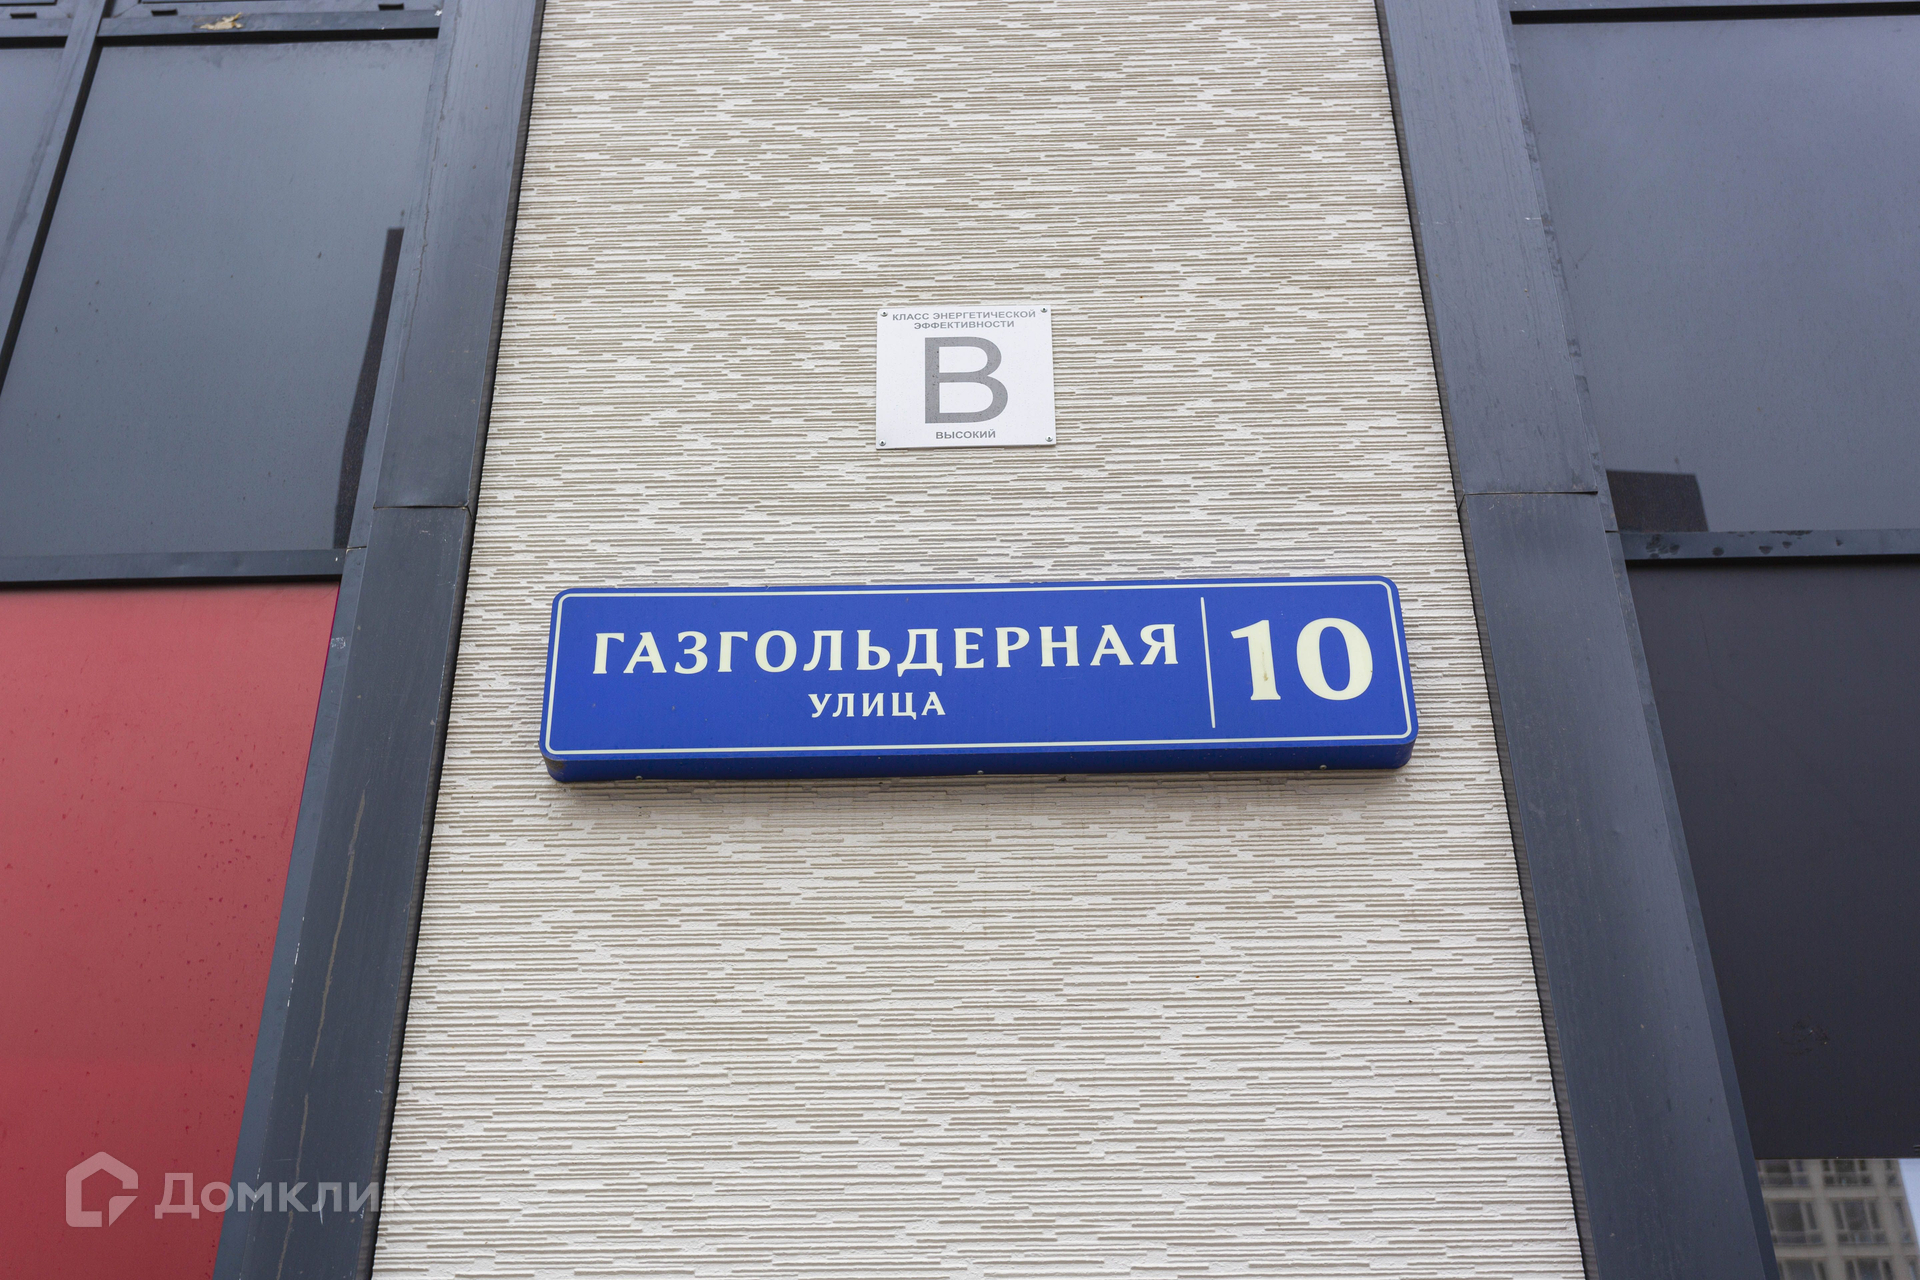 КЛАСС ЭНЕРГЕТИЧЕСКОЙ
ЭФФЕКТИВНОСТИ
В
ВЫСОКИЙ
ГАЗГОЛЬДЕРНАЯ
УЛИЦА
10
Домклик